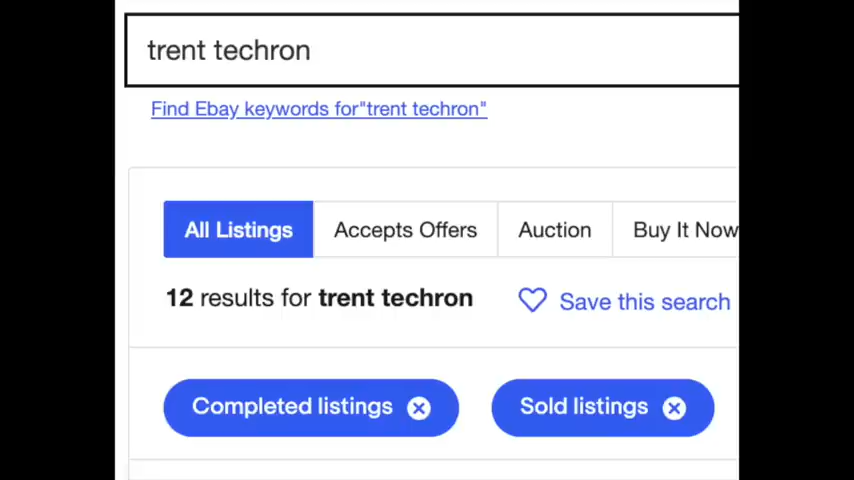 trent techron
Find Ebay keywords for"trent techron"
All Listings Accepts Offers Auction Buy It Now
12 results for trent techron Save this search
Completed listings Sold listings